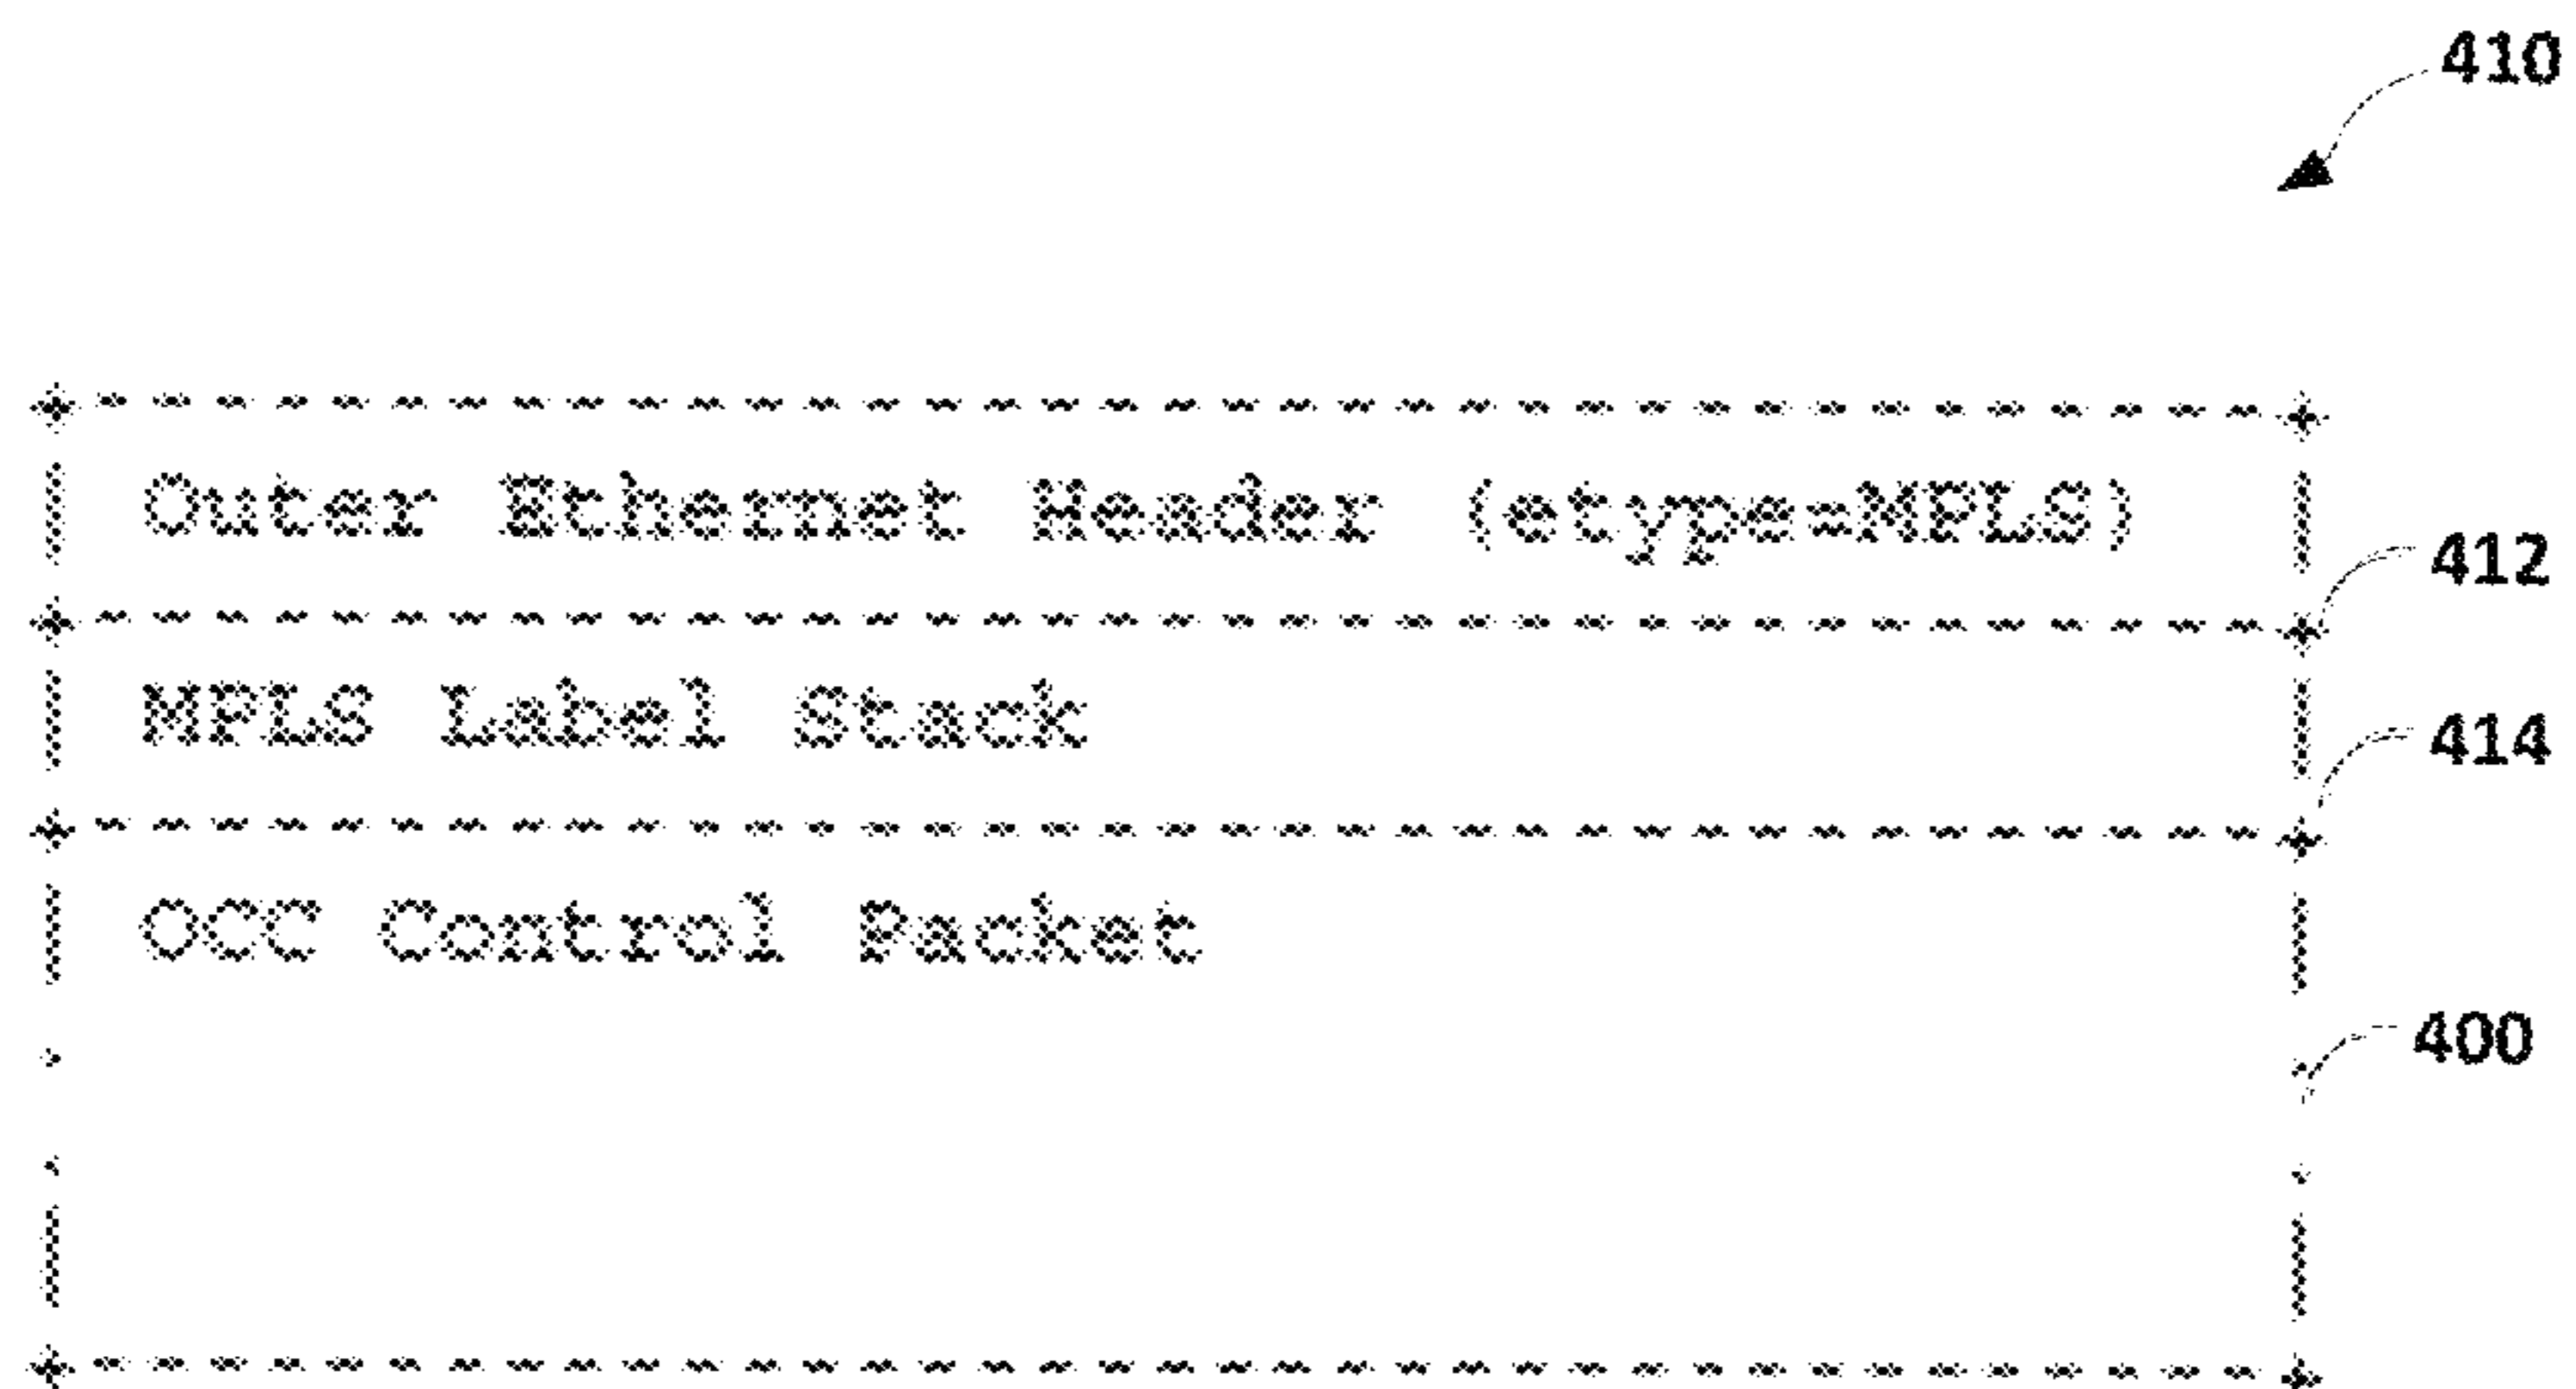 410
Outer Ethernet Header (etype=MPLS)
412
MPLS Label Stack
414
OCC Control Packet
400